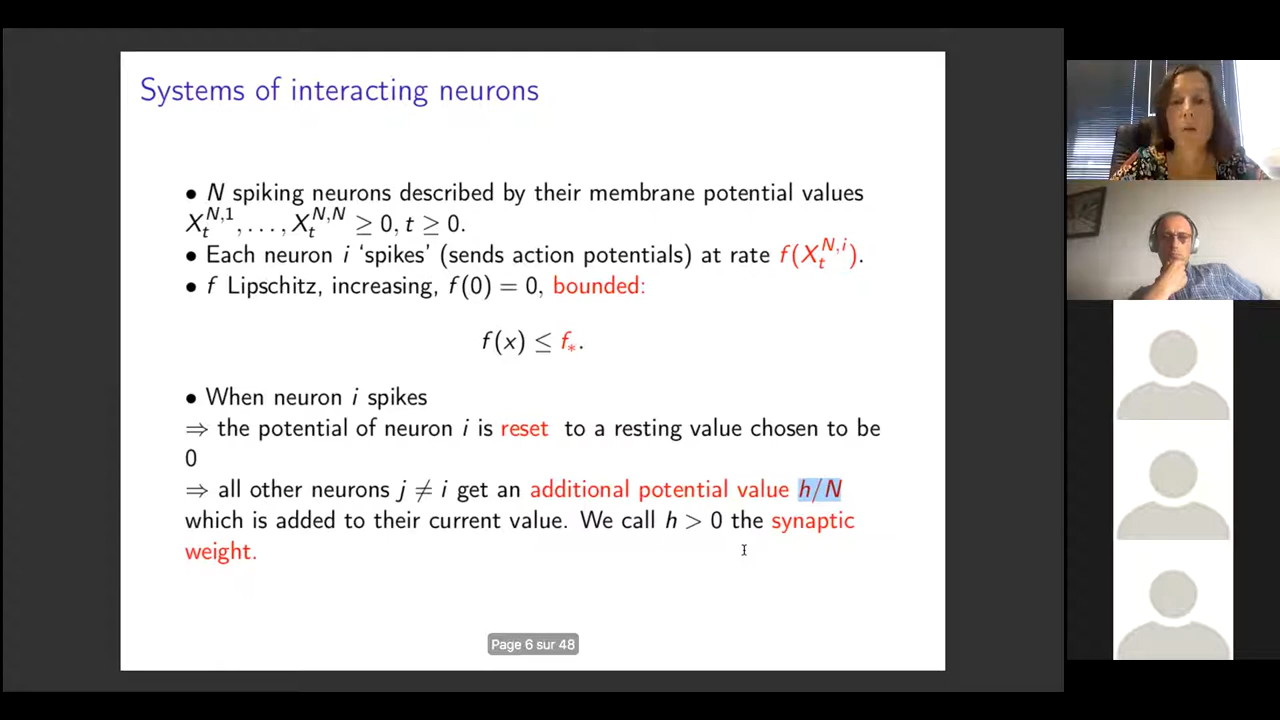 Systems of interacting neurons
• N spiking neurons described by their membrane potential values
X_t^{N,1}, . . . , X_t^{N,N} ≥ 0, t ≥ 0.
• Each neuron i ‘spikes’ (sends action potentials) at rate f(X_t^{N,i}).
• f Lipschitz, increasing, f(0) = 0, bounded:
f(x) ≤ f_*.
• When neuron i spikes
⇒ the potential of neuron i is reset to a resting value chosen to be
0
⇒ all other neurons j ≠ i get an additional potential value h/N
which is added to their current value. We call h > 0 the synaptic
weight.
Page 6 sur 48